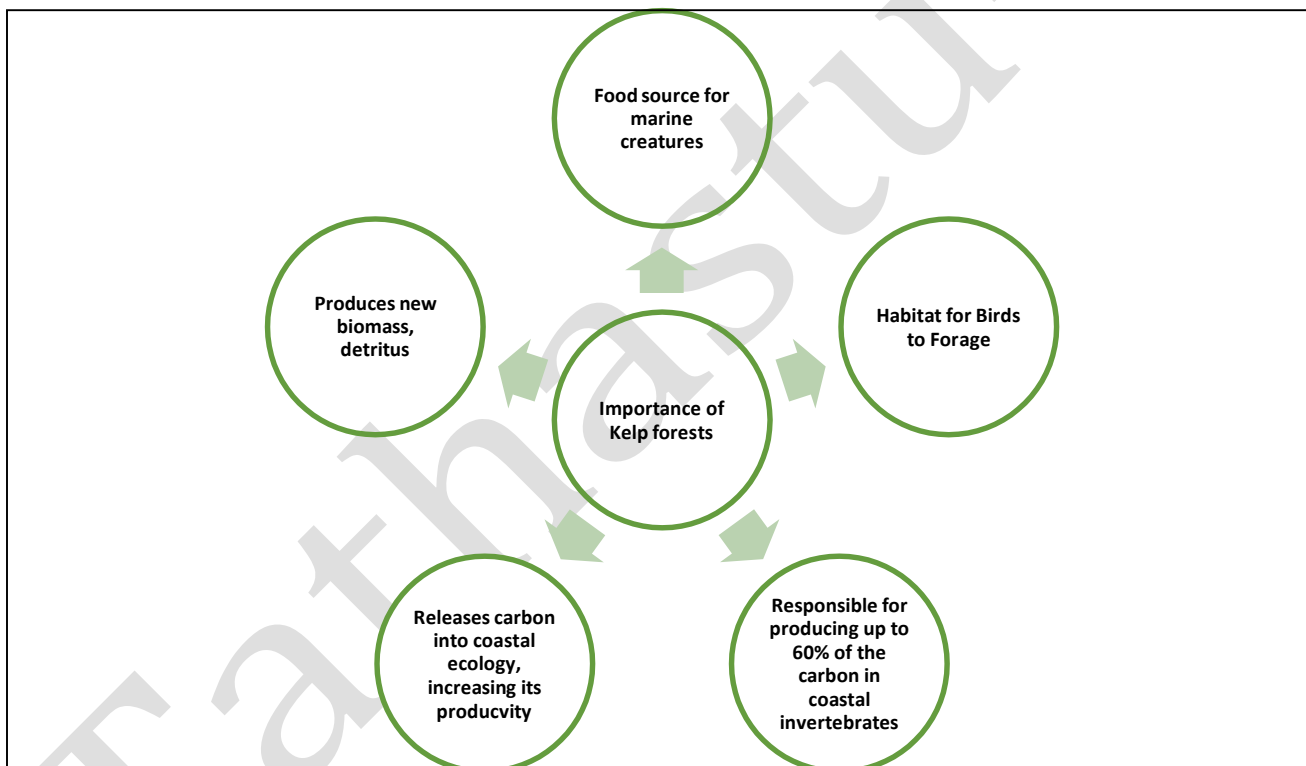 Food source for
marine
creatures
Produces new
biomass,
detritus
Habitat for Birds
to Forage
Importance of
Kelp forests
Releases carbon
into coastal
ecology,
increasing its
producvity
Responsible for
producing up to
60% of the
carbon in
coastal
invertebrates
Tathastu